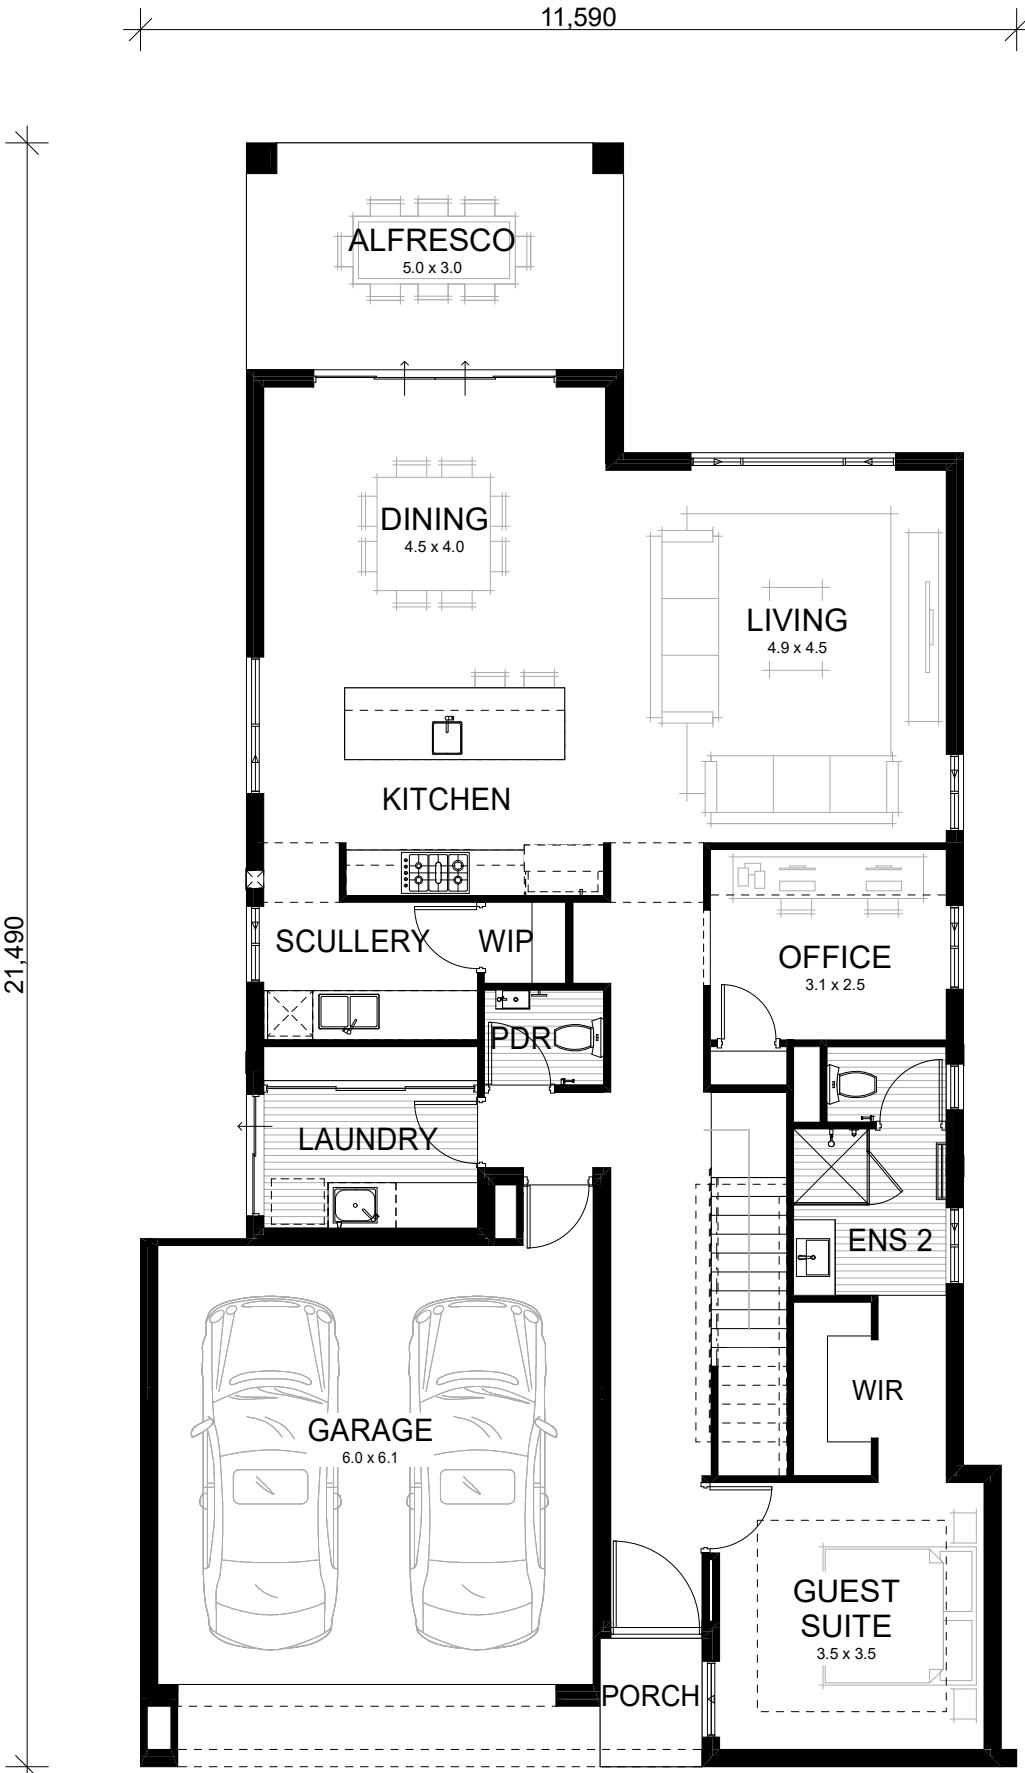 11,590
21,490
ALFRESCO
5.0 x 3.0
DINING
4.5 x 4.0
LIVING
4.9 x 4.5
KITCHEN
SCULLERY
WIP
OFFICE
3.1 x 2.5
PDR
LAUNDRY
ENS 2
WIR
GARAGE
6.0 x 6.1
GUEST
SUITE
3.5 x 3.5
PORCH